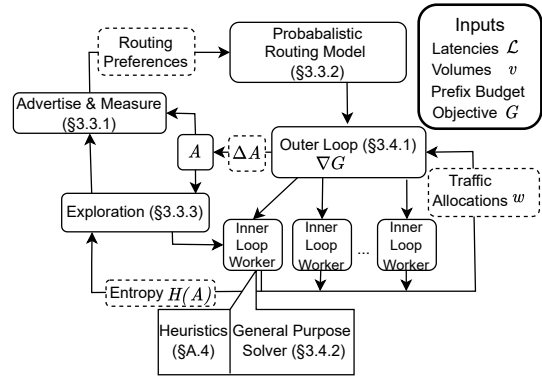 Routing
Preferences
Probabalistic
Routing Model
(§3.3.2)
Inputs
Latencies ℒ
Volumes v
Prefix Budget
Objective G
Advertise & Measure
(§3.3.1)
A
ΔA
Outer Loop (§3.4.1)
∇G
Traffic
Allocations w
Exploration (§3.3.3)
Inner
Loop
Worker
Inner
Loop
Worker
...
Inner
Loop
Worker
Entropy H(A)
Heuristics
(§A.4)
General Purpose
Solver (§3.4.2)